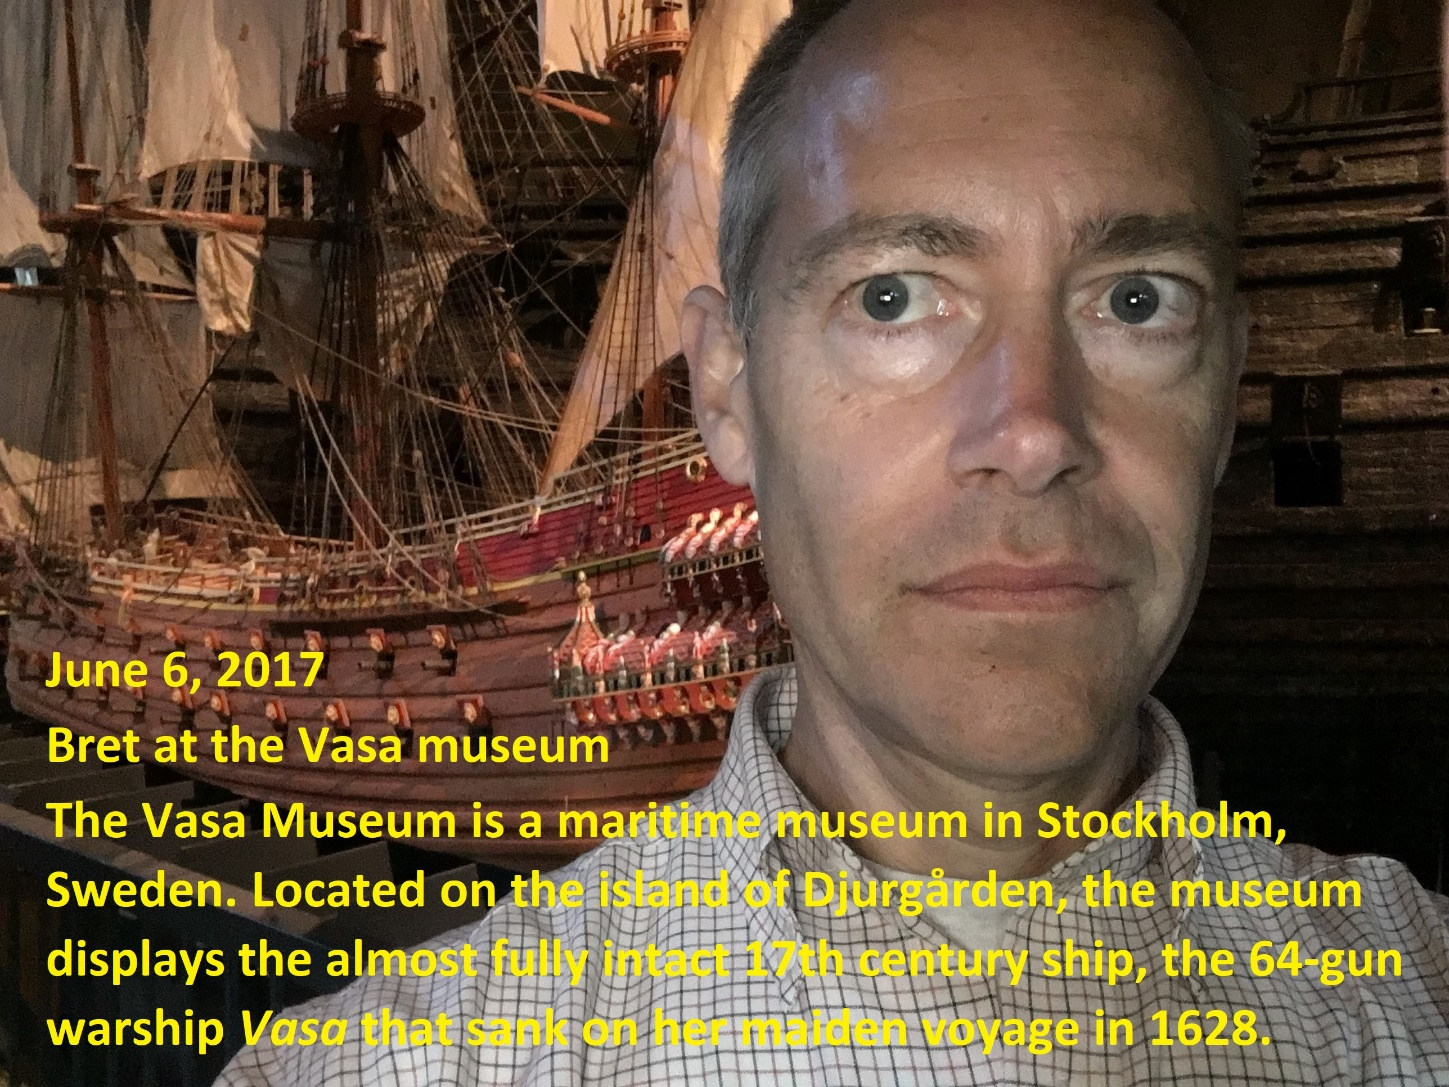 June 6, 2017
Bret at the Vasa museum
The Vasa Museum is a maritime museum in Stockholm,
Sweden. Located on the island of Djurgården, the museum
displays the almost fully intact 17th century ship, the 64-gun
warship Vasa that sank on her maiden voyage in 1628.